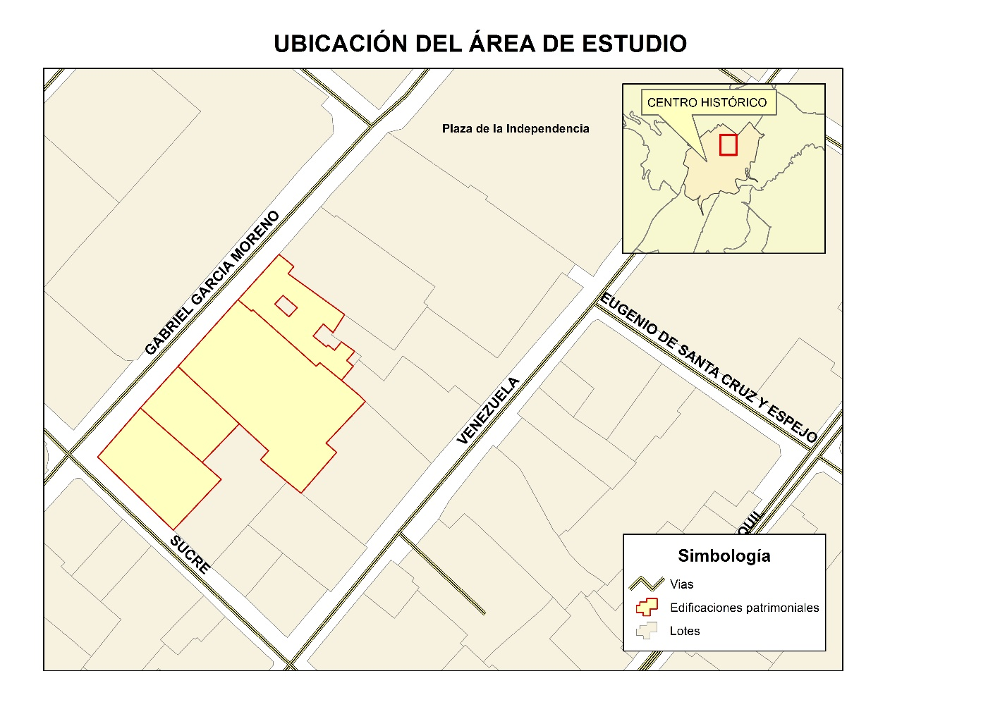 UBICACIÓN DEL ÁREA DE ESTUDIO
Plaza de la Independencia
CENTRO HISTÓRICO
GABRIEL GARCIA MORENO
EUGENIO DE SANTA CRUZ Y ESPEJO
VENEZUELA
SUCRE
QUIL
Simbología
Vias
Edificaciones patrimoniales
Lotes